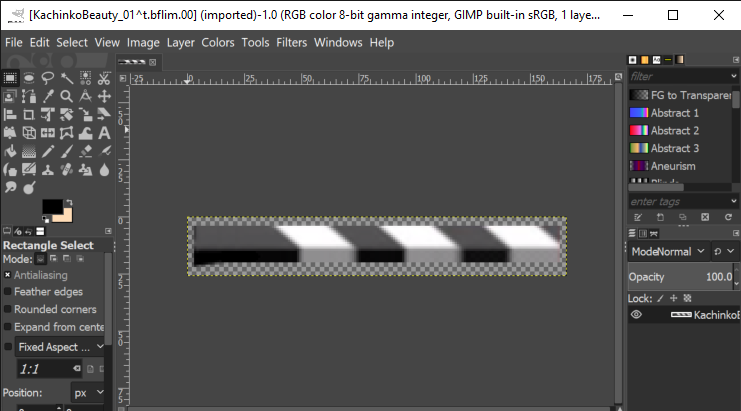 [KachinkoBeauty_01^t.bflim.00] (imported)-1.0 (RGB color 8-bit gamma integer, GIMP built-in sRGB, 1 laye...
File Edit Select View Image Layer Colors Tools Filters Windows Help
-25 0 25 50 75 100 125 150 175
filter
FG to Transparen
Abstract 1
Abstract 2
Abstract 3
Aneurism
enter tags
Rectangle Select
Mode:
Antialiasing
Feather edges
Rounded corners
Expand from cente
Fixed Aspect ...
1:1
Position:
px
Mode Normal
Opacity 100.0
Lock:
KachinkoB